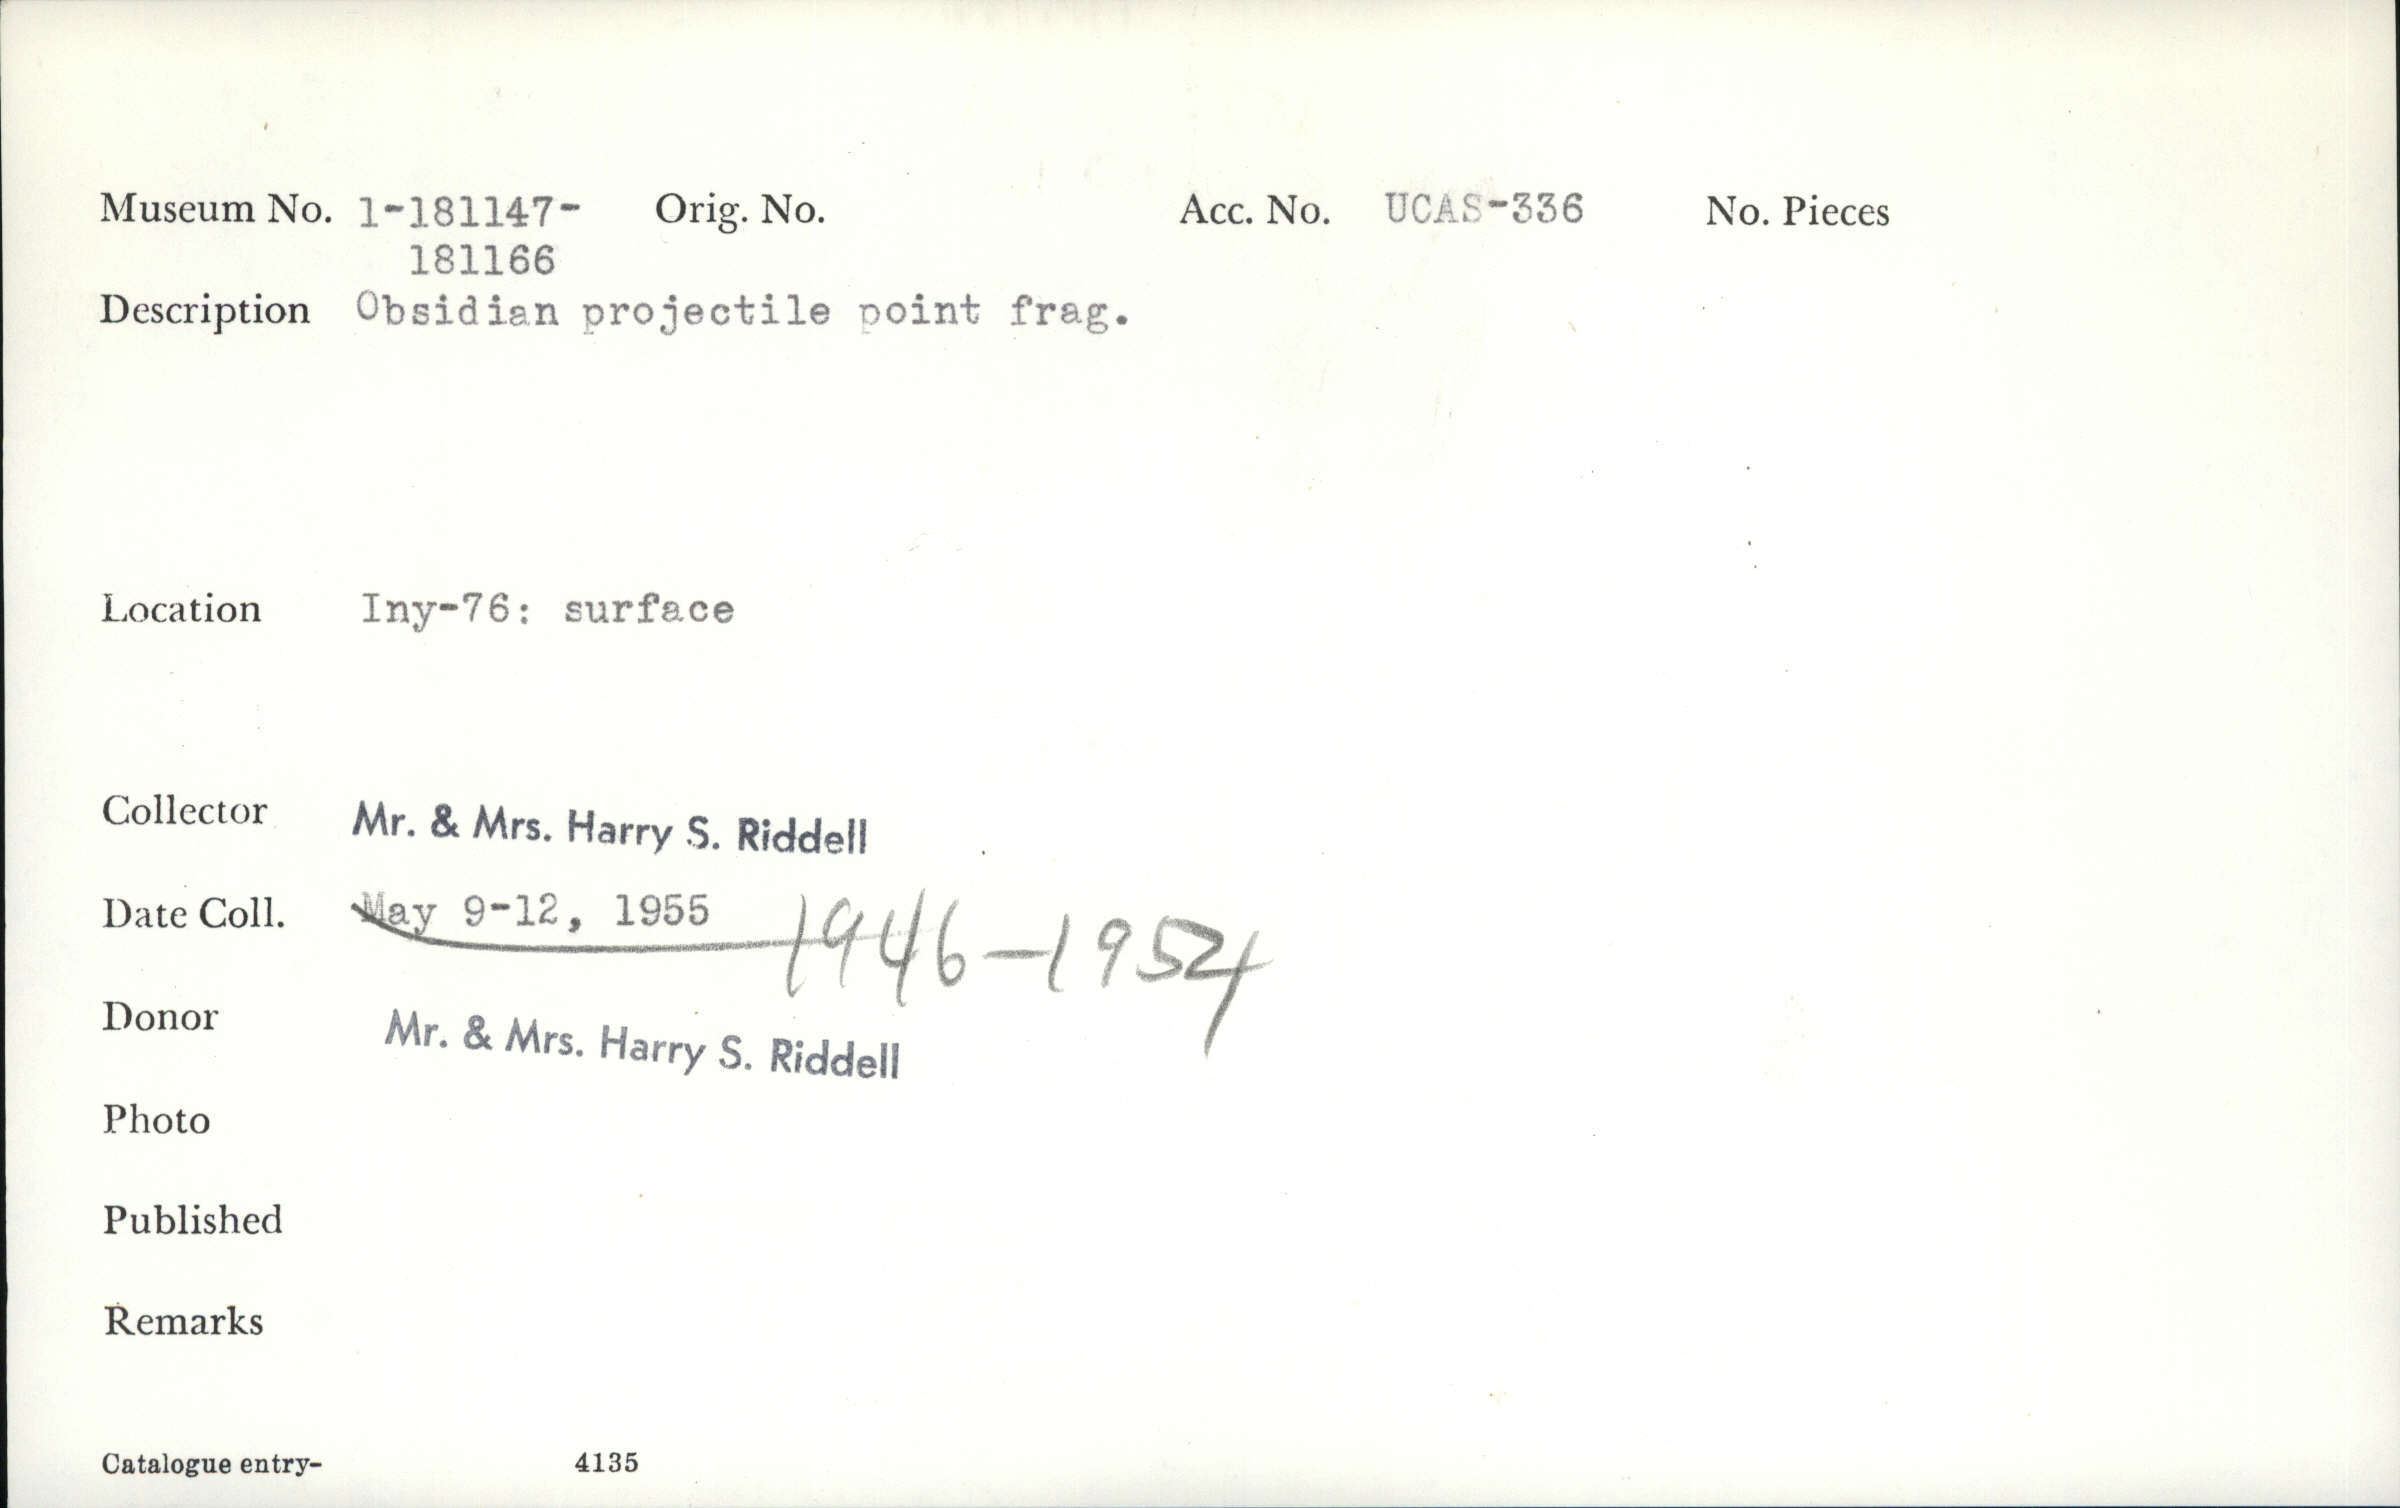 Museum No. 1-181147- Orig. No. Acc. No. UCAS-336 No. Pieces
181166
Description Obsidian projectile point frag.
Location Iny-76: surface
Collector Mr. & Mrs. Harry S. Riddell
Date Coll. May 9-12, 1955 1946-1954
Donor Mr. & Mrs. Harry S. Riddell
Photo
Published
Remarks
Catalogue entry- 4135